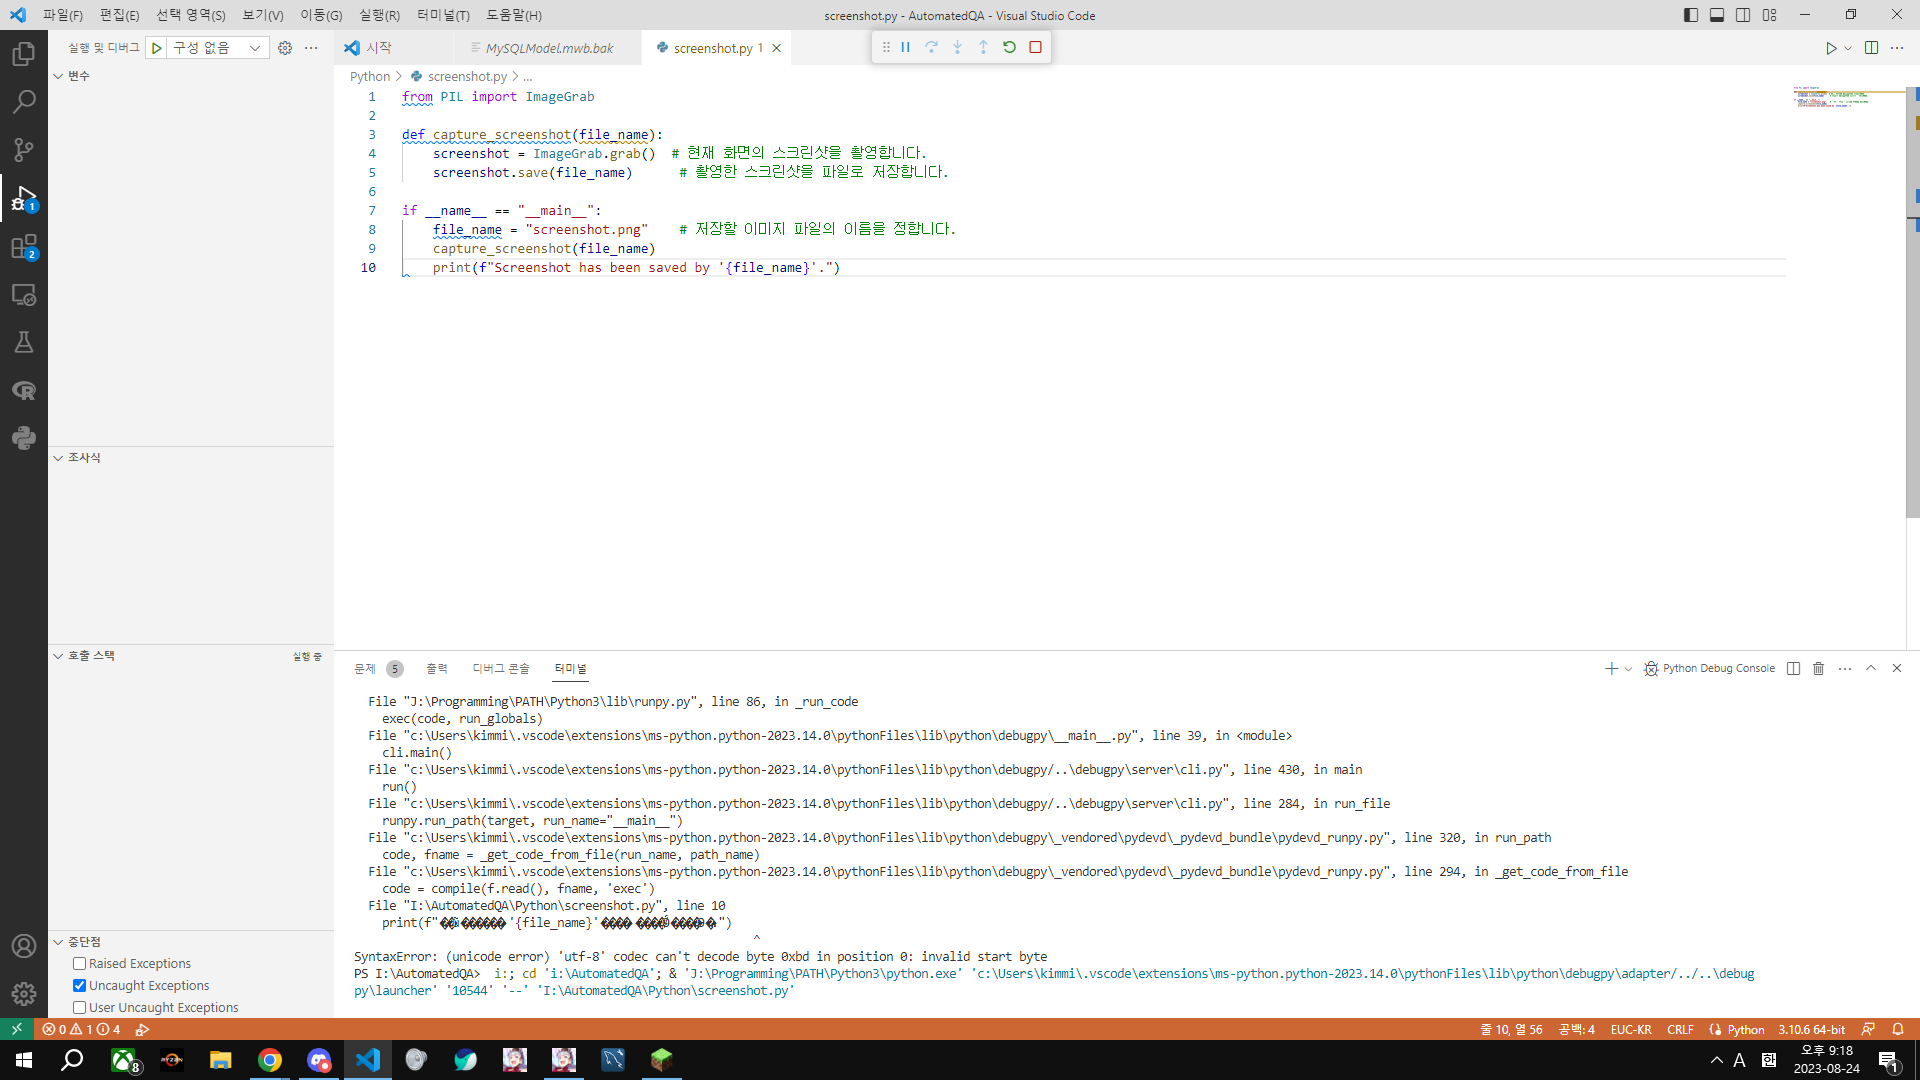 파일(F) 편집(E) 선택 영역(S) 보기(V) 이동(G) 실행(R) 터미널(T) 도움말(H)
screenshot.py - AutomatedQA - Visual Studio Code
실행 및 디버그 구성 없음
시작 MySQLModel.mwb.bak screenshot.py 1
변수
Python > screenshot.py > ...
1 from PIL import ImageGrab
2
3 def capture_screenshot(file_name):
4 screenshot = ImageGrab.grab() # 현재 화면의 스크린샷을 촬영합니다.
5 screenshot.save(file_name) # 촬영한 스크린샷을 파일로 저장합니다.
6
7 if __name__ == "__main__":
8 file_name = "screenshot.png" # 저장할 이미지 파일의 이름을 정합니다.
9 capture_screenshot(file_name)
10 print(f"Screenshot has been saved by '{file_name}'.")
1
2
조사식
호출 스택 실행 중
중단점
Raised Exceptions
Uncaught Exceptions
User Uncaught Exceptions
문제 5 출력 디버그 콘솔 터미널
Python Debug Console
File "J:\Programming\PATH\Python3\lib\runpy.py", line 86, in _run_code
exec(code, run_globals)
File "c:\Users\kimmi\.vscode\extensions\ms-python.python-2023.14.0\pythonFiles\lib\python\debugpy\__main__.py", line 39, in <module>
cli.main()
File "c:\Users\kimmi\.vscode\extensions\ms-python.python-2023.14.0\pythonFiles\lib\python\debugpy/..\debugpy\server\cli.py", line 430, in main
run()
File "c:\Users\kimmi\.vscode\extensions\ms-python.python-2023.14.0\pythonFiles\lib\python\debugpy/..\debugpy\server\cli.py", line 284, in run_file
runpy.run_path(target, run_name="__main__")
File "c:\Users\kimmi\.vscode\extensions\ms-python.python-2023.14.0\pythonFiles\lib\python\debugpy\_vendored\pydevd\_pydevd_bundle\pydevd_runpy.py", line 320, in run_path
code, fname = _get_code_from_file(run_name, path_name)
File "c:\Users\kimmi\.vscode\extensions\ms-python.python-2023.14.0\pythonFiles\lib\python\debugpy\_vendored\pydevd\_pydevd_bundle\pydevd_runpy.py", line 294, in _get_code_from_file
code = compile(f.read(), fname, 'exec')
File "I:\AutomatedQA\Python\screenshot.py", line 10
print(f" '{file_name}' ")
^
SyntaxError: (unicode error) 'utf-8' codec can't decode byte 0xbd in position 0: invalid start byte
PS I:\AutomatedQA> i:; cd 'i:\AutomatedQA'; & 'J:\Programming\PATH\Python3\python.exe' 'c:\Users\kimmi\.vscode\extensions\ms-python.python-2023.14.0\pythonFiles\lib\python\debugpy\adapter/../..\debug
py\launcher' '10544' '--' 'I:\AutomatedQA\Python\screenshot.py'
0 1 4 줄 10, 열 56 공백: 4 EUC-KR CRLF Python 3.10.6 64-bit
8 RYZEN A 한 오후 9:18
2023-08-24 1